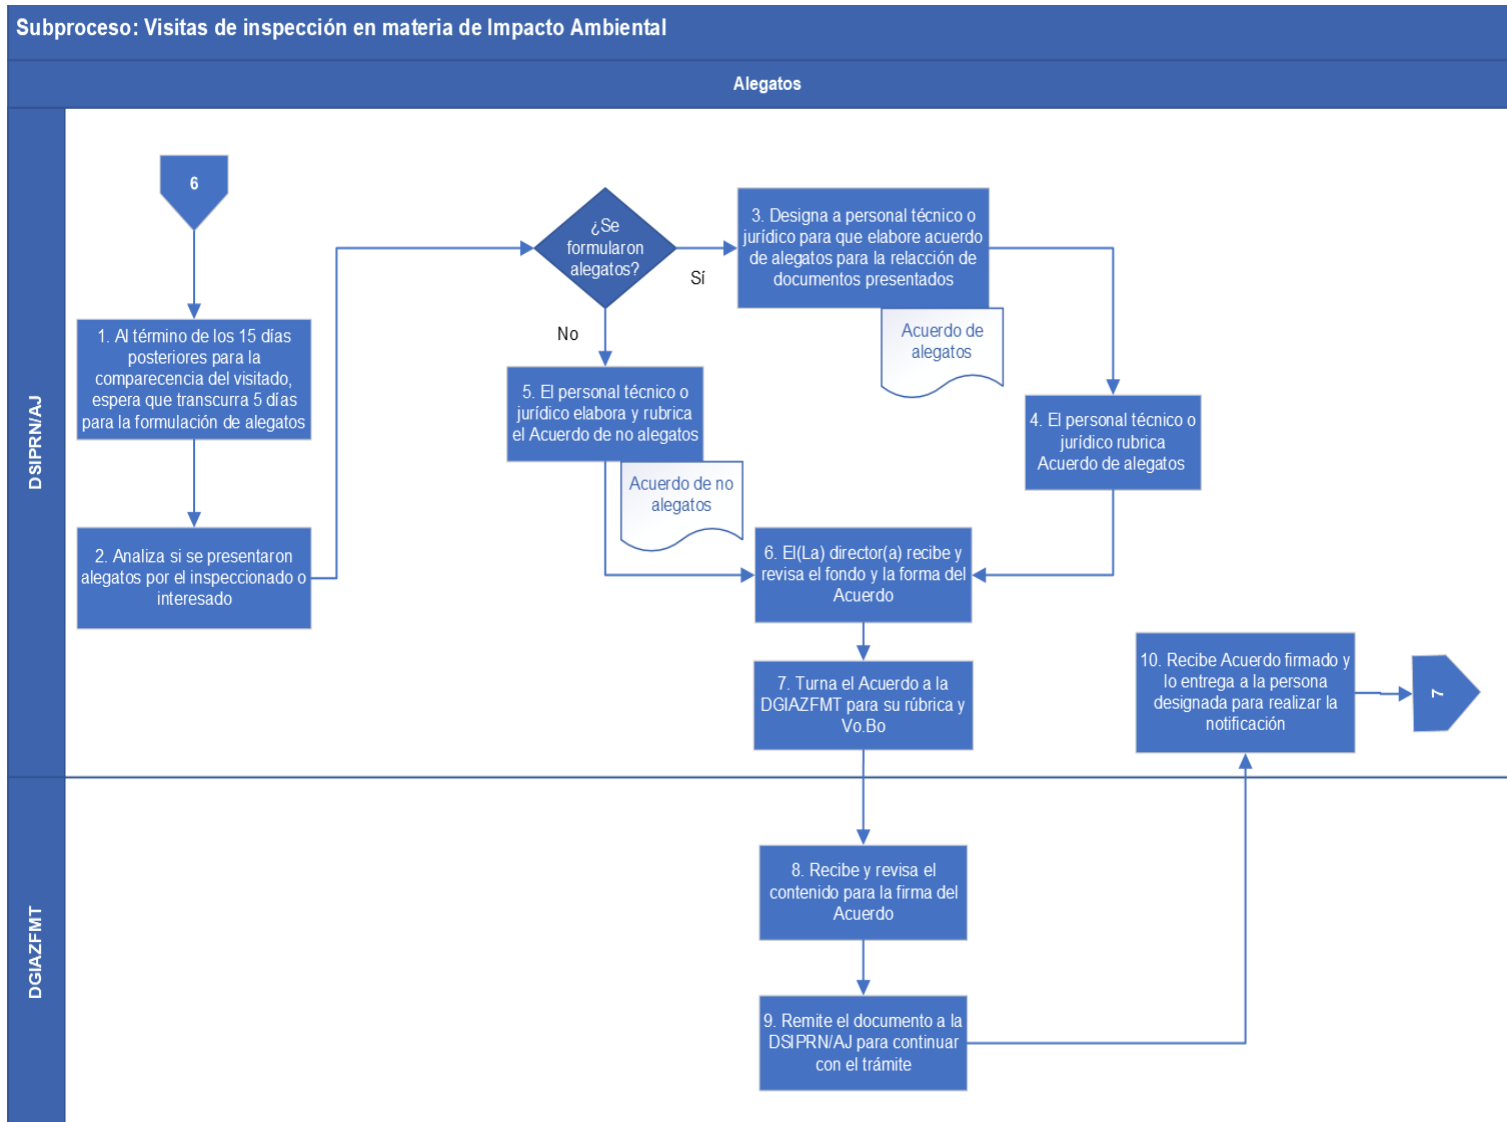 Subproceso: Visitas de inspección en materia de Impacto Ambiental
Alegatos
DSIPRN/AJ
6
1. Al término de los 15 días
posteriores para la
comparecencia del visitado,
espera que transcurra 5 días
para la formulación de alegatos
2. Analiza si se presentaron
alegatos por el inspeccionado o
interesado
¿Se
formularon
alegatos?
Sí
No
3. Designa a personal técnico o
jurídico para que elabore acuerdo
de alegatos para la relacción de
documentos presentados
Acuerdo de
alegatos
4. El personal técnico o
jurídico rubrica
Acuerdo de alegatos
5. El personal técnico o
jurídico elabora y rubrica
el Acuerdo de no alegatos
Acuerdo de no
alegatos
6. El(La) director(a) recibe y
revisa el fondo y la forma del
Acuerdo
7. Turna el Acuerdo a la
DGIAZFMT para su rúbrica y
Vo.Bo
10. Recibe Acuerdo firmado y
lo entrega a la persona
designada para realizar la
notificación
7
DGIAZFMT
8. Recibe y revisa el
contenido para la firma del
Acuerdo
9. Remite el documento a la
DSIPRN/AJ para continuar
con el trámite